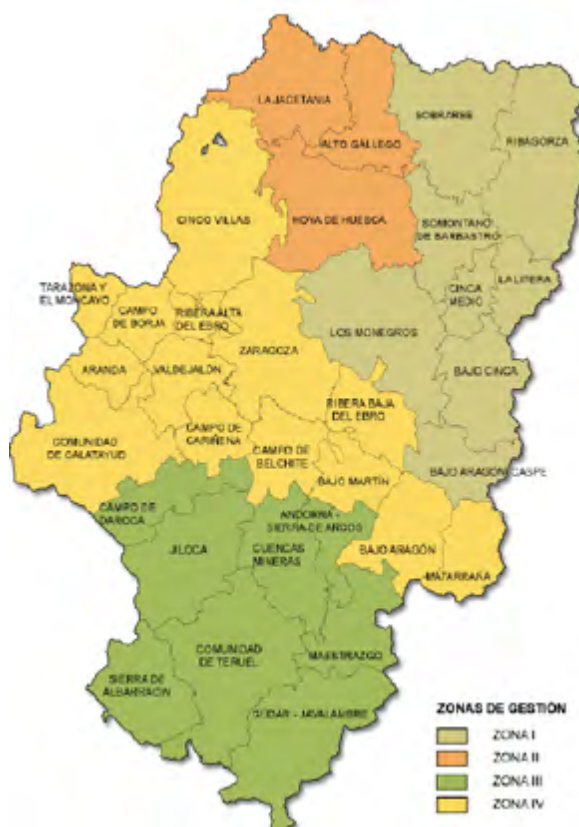 LA JACETANIA
SOBRARBE
RIBAGORZA
ALTO GALLEGO
CINCO VILLAS
HOYA DE HUESCA
SOMONTANO
DE BARBASTRO
LA LITERA
CINCA
MEDIO
TARAZONA Y
EL MONCAYO
CAMPO
DE BORJA
RIBERA ALTA
DEL EBRO
LOS MONEGROS
ZARAGOZA
BAJO CINCA
ARANDA
VALDEJALÓN
RIBERA BAJA
DEL EBRO
COMUNIDAD
DE CALATAYUD
CAMPO DE
CARIÑENA
CAMPO DE
BELCHITE
BAJO ARAGÓN CASPE
BAJO MARTÍN
CAMPO DE
DAROCA
ANDORRA -
SIERRA DE ARCOS
JILOCA
CUENCAS
MINERAS
BAJO ARAGÓN
MATARRAÑA
COMUNIDAD
DE TERUEL
MAESTRAZGO
SIERRA DE
ALBARRACIN
GUDAR - JAVALAMBRE
ZONAS DE GESTIÓN
ZONA I
ZONA II
ZONA III
ZONA IV